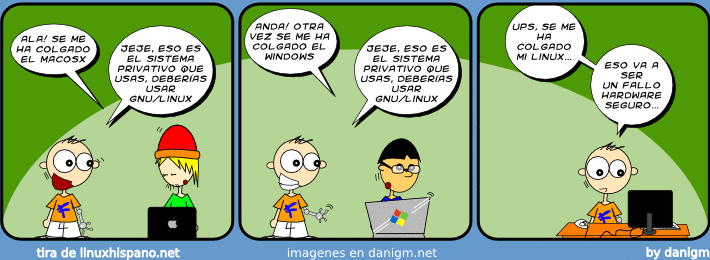 ALA! SE ME
HA COLGADO
EL MACOSX
JEJE, ESO ES
EL SISTEMA
PRIVATIVO QUE
USAS, DEBERÍAS
USAR
GNU/LINUX
ANDA! OTRA
VEZ SE ME HA
COLGADO EL
WINDOWS
JEJE, ESO ES
EL SISTEMA
PRIVATIVO QUE
USAS, DEBERÍAS
USAR
GNU/LINUX
UPS, SE ME
HA
COLGADO
MI LINUX...
ESO VA A
SER
UN FALLO
HARDWARE
SEGURO...
tira de linuxhispano.net
imagenes en danigm.net
by danigm